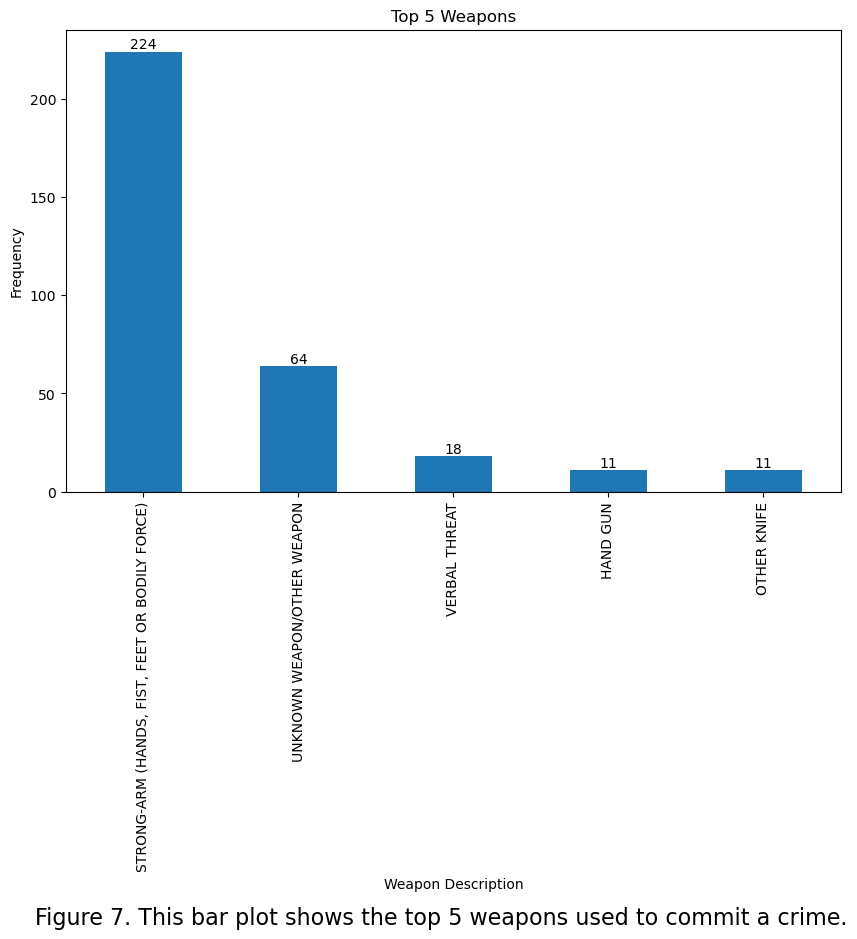 Top 5 Weapons
224
64
18
11
11
200
150
100
50
0
Frequency
STRONG-ARM (HANDS, FIST, FEET OR BODILY FORCE)
UNKNOWN WEAPON/OTHER WEAPON
VERBAL THREAT
HAND GUN
OTHER KNIFE
Weapon Description
Figure 7. This bar plot shows the top 5 weapons used to commit a crime.